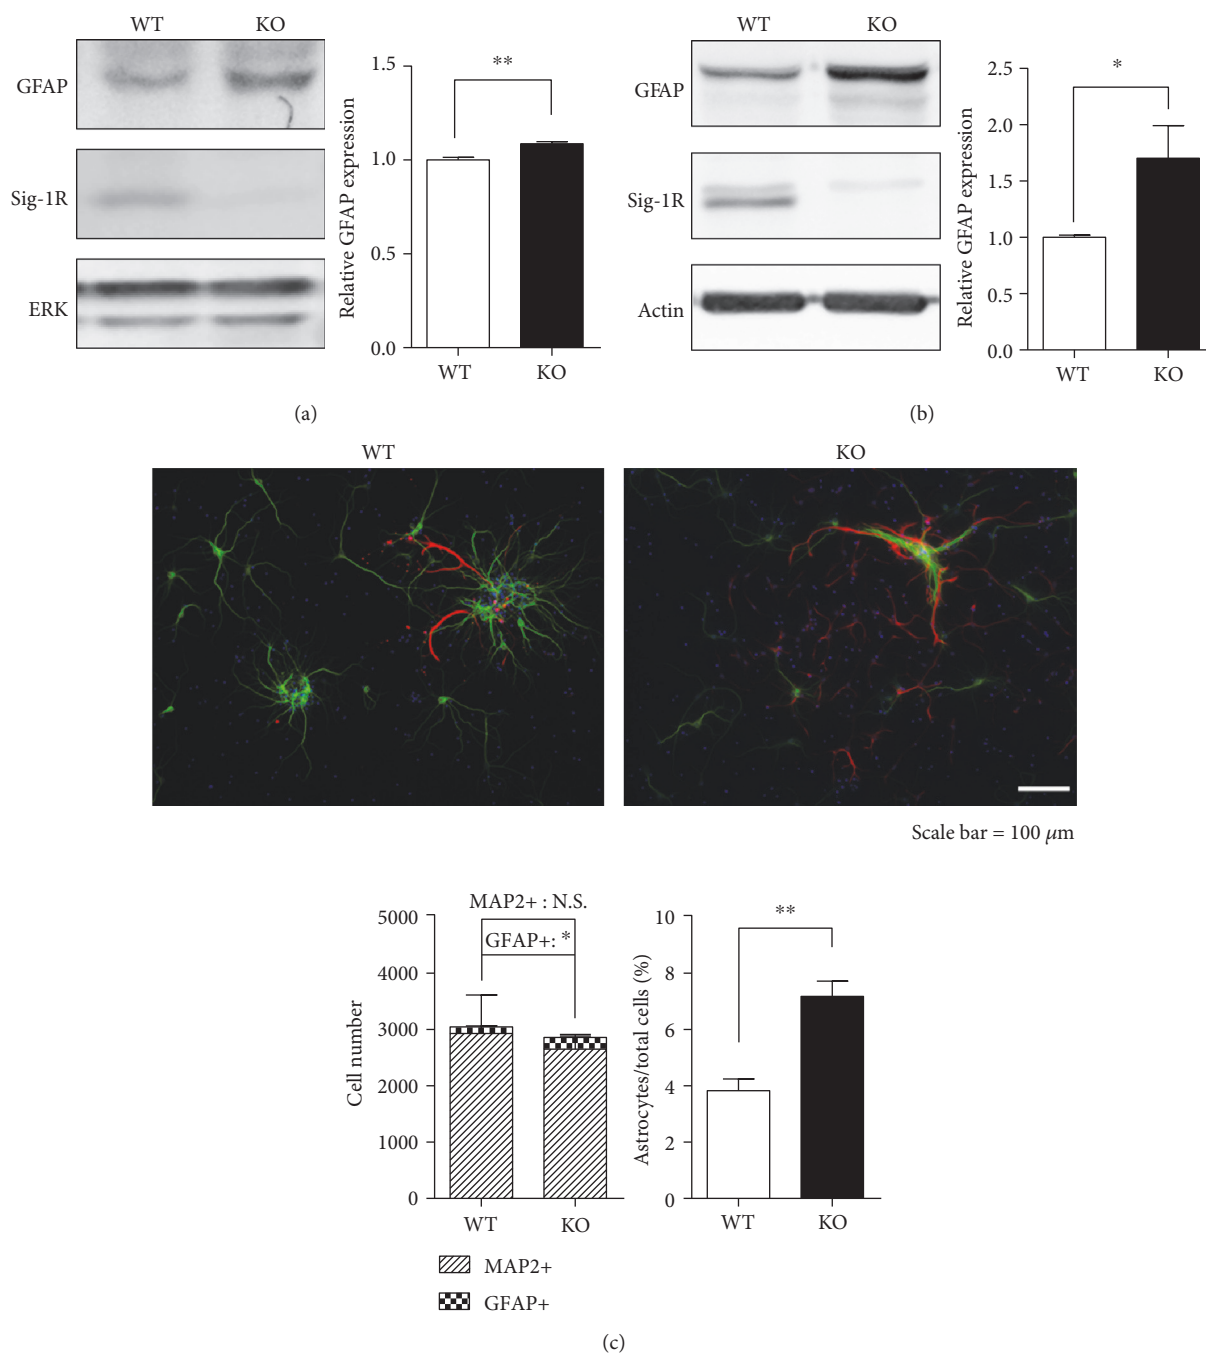 WT KO
GFAP
Sig-1R
ERK
Relative GFAP expression
1.5
1.0
0.5
0.0
**
WT KO
(a)
WT KO
GFAP
Sig-1R
Actin
Relative GFAP expression
2.5
2.0
1.5
1.0
0.5
0.0
*
WT KO
(b)
WT KO
Scale bar = 100 μm
Cell number
5000
4000
3000
2000
1000
0
MAP2+ : N.S.
GFAP+: *
WT KO
MAP2+
GFAP+
Astrocytes/total cells (%)
10
8
6
4
2
0
**
WT KO
(c)